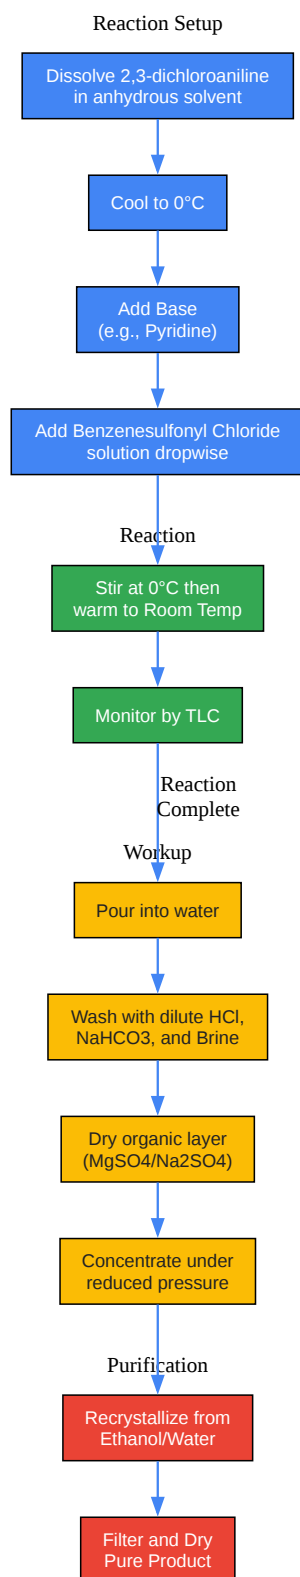 Reaction Setup
Dissolve 2,3-dichloroaniline
in anhydrous solvent
Cool to 0°C
Add Base
(e.g., Pyridine)
Add Benzenesulfonyl Chloride
solution dropwise
Reaction
Stir at 0°C then
warm to Room Temp
Monitor by TLC
Reaction
Complete
Workup
Pour into water
Wash with dilute HCl,
NaHCO3, and Brine
Dry organic layer
(MgSO4/Na2SO4)
Concentrate under
reduced pressure
Purification
Recrystallize from
Ethanol/Water
Filter and Dry
Pure Product